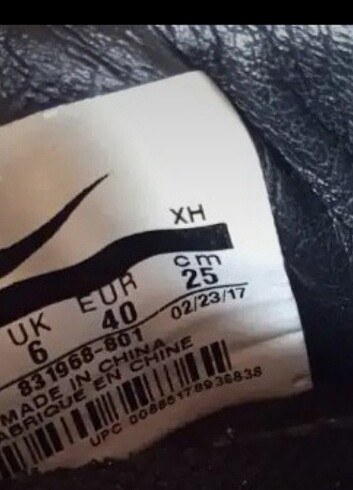 XH
UK EUR cm
6 40 25
831968-801 02/23/17
MADE IN CHINA
FABRIQUE EN CHINE
UPC 00885178936838